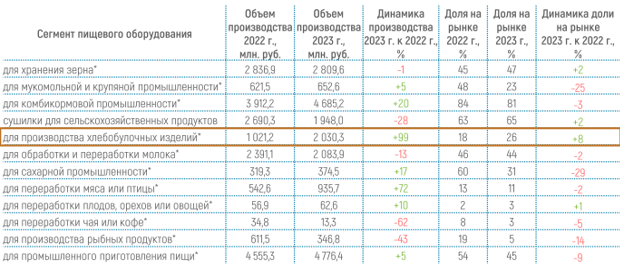 Сегмент пищевого оборудования | Объем производства 2022 г., млн. руб. | Объем производства 2023 г., млн. руб. | Динамика производства 2023 г. к 2022 г., % | Доля на рынке 2022 г., % | Доля на рынке 2023 г., % | Динамика доли на рынке 2023 г. к 2022 г., %
для хранения зерна* 2 836,9 2 809,6 -1 45 47 +2
для мукомольной и крупяной промышленности* 621,5 652,6 +5 48 23 -25
для комбикормовой промышленности* 3 912,2 4 685,2 +20 84 81 -3
сушилки для сельскохозяйственных продуктов 2 690,3 1 948,0 -28 63 65 +2
для производства хлебобулочных изделий* 1 021,2 2 030,3 +99 18 26 +8
для обработки и переработки молока* 2 391,1 2 083,9 -13 46 44 -2
для сахарной промышленности* 319,3 374,5 +17 60 31 -29
для переработки мяса или птицы* 542,6 935,7 +72 13 11 -2
для переработки плодов, орехов или овощей* 56,9 62,6 +10 2 3 +1
для переработки чая или кофе* 34,8 13,3 -62 8 3 -5
для производства рыбных продуктов* 611,5 346,8 -43 19 5 -14
для промышленного приготовления пищи* 4 555,3 4 776,4 +5 54 45 -9